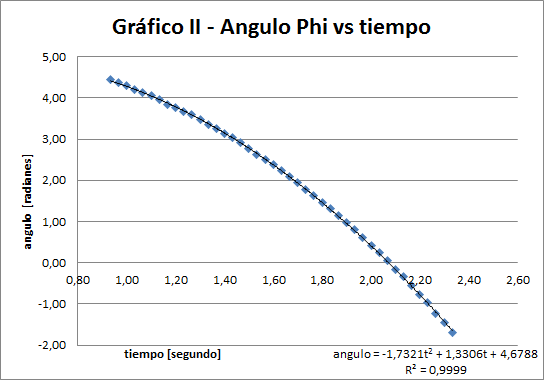 Gráfico II - Angulo Phi vs tiempo
5,00
4,00
3,00
2,00
1,00
0,00
-1,00
-2,00
angulo [radianes]
0,80 1,00 1,20 1,40 1,60 1,80 2,00 2,20 2,40 2,60
tiempo [segundo]
angulo = -1,7321t² + 1,3306t + 4,6788
R² = 0,9999